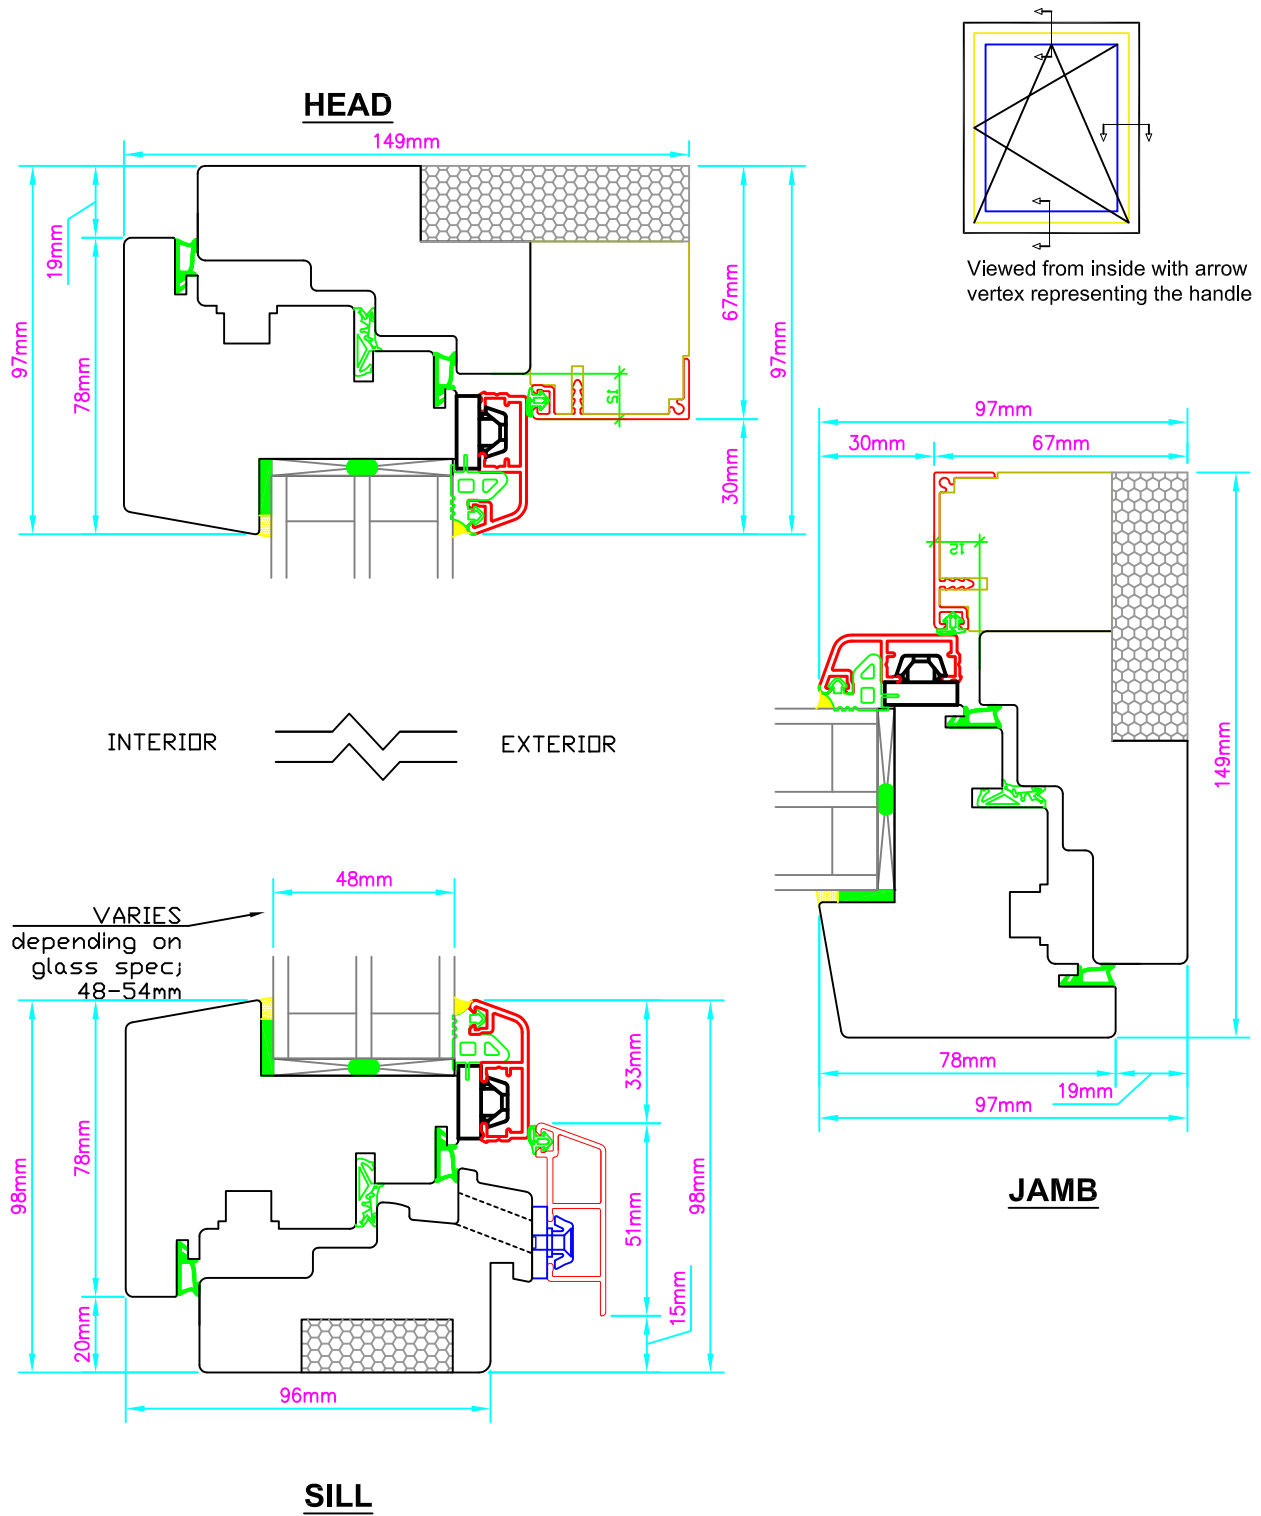 HEAD
149mm
19mm
97mm
78mm
67mm
97mm
30mm
12
Viewed from inside with arrow
vertex representing the handle
97mm
30mm
67mm
12
149mm
78mm
19mm
97mm
JAMB
INTERIOR
EXTERIOR
48mm
VARIES
depending on
glass spec;
48-54mm
33mm
98mm
78mm
51mm
98mm
15mm
20mm
96mm
SILL